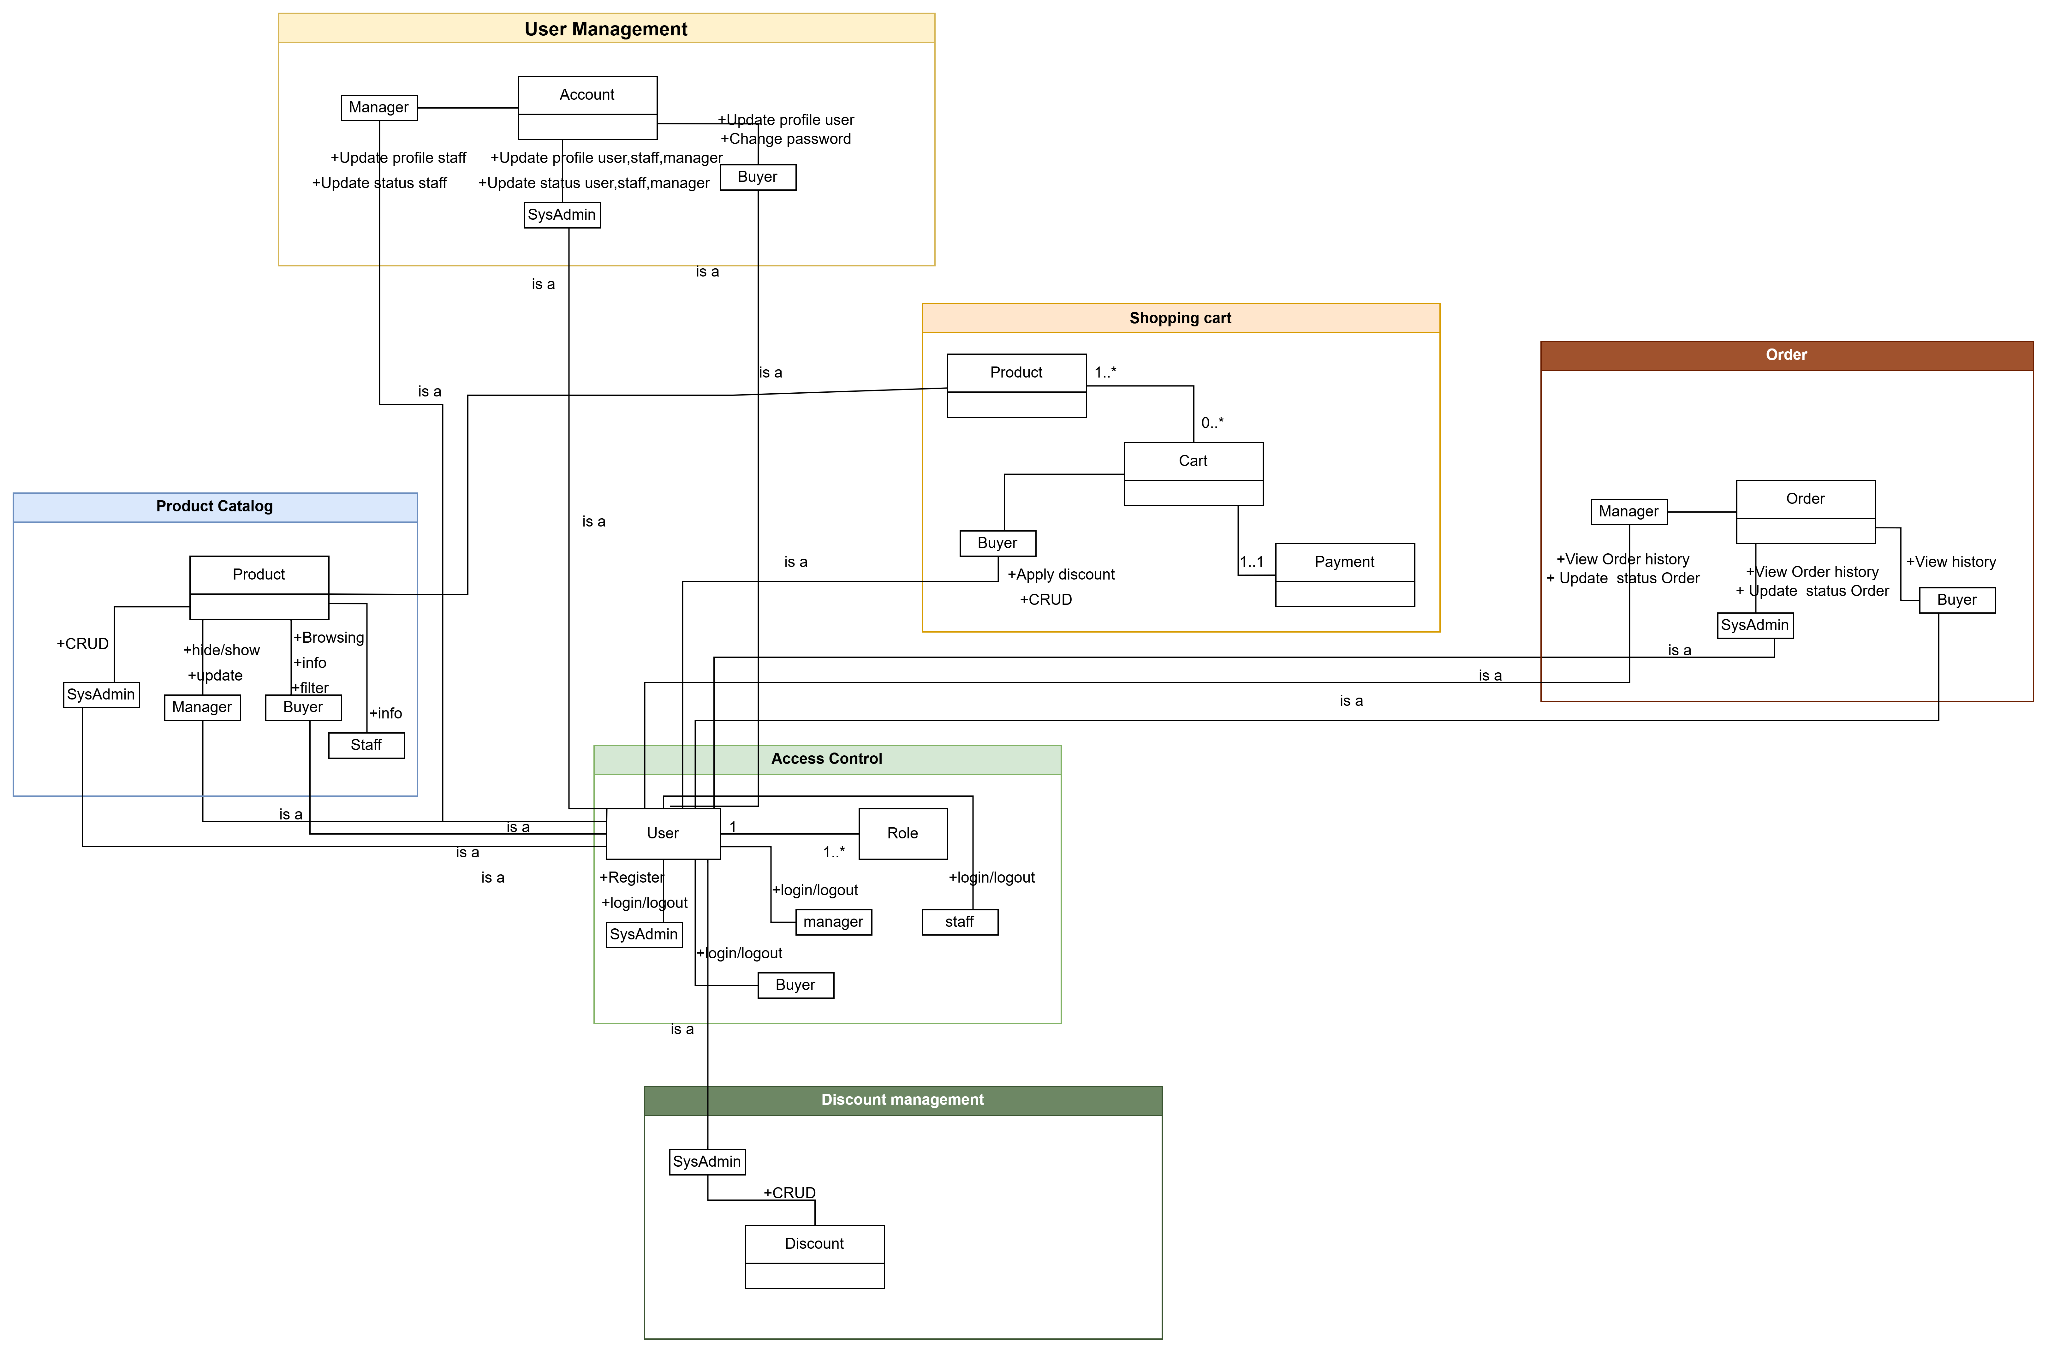 User Management
Account
Manager
+Update profile user
+Change password
+Update profile staff
+Update profile user,staff,manager
+Update status staff
+Update status user,staff,manager
Buyer
SysAdmin
is a
is a
is a
is a
is a
is a
Shopping cart
Product
1..*
0..*
Cart
Buyer
1..1
Payment
+Apply discount
+CRUD
Order
Order
Manager
+View Order history
+ Update  status Order
+View Order history
+ Update  status Order
+View history
Buyer
SysAdmin
is a
is a
is a
Product Catalog
Product
+CRUD
+hide/show
+update
+Browsing
+info
+filter
+info
SysAdmin
Manager
Buyer
Staff
is a
is a
is a
is a
Access Control
User
1
1..*
Role
+Register
+login/logout
+login/logout
+login/logout
SysAdmin
manager
staff
+login/logout
Buyer
is a
Discount management
SysAdmin
+CRUD
Discount